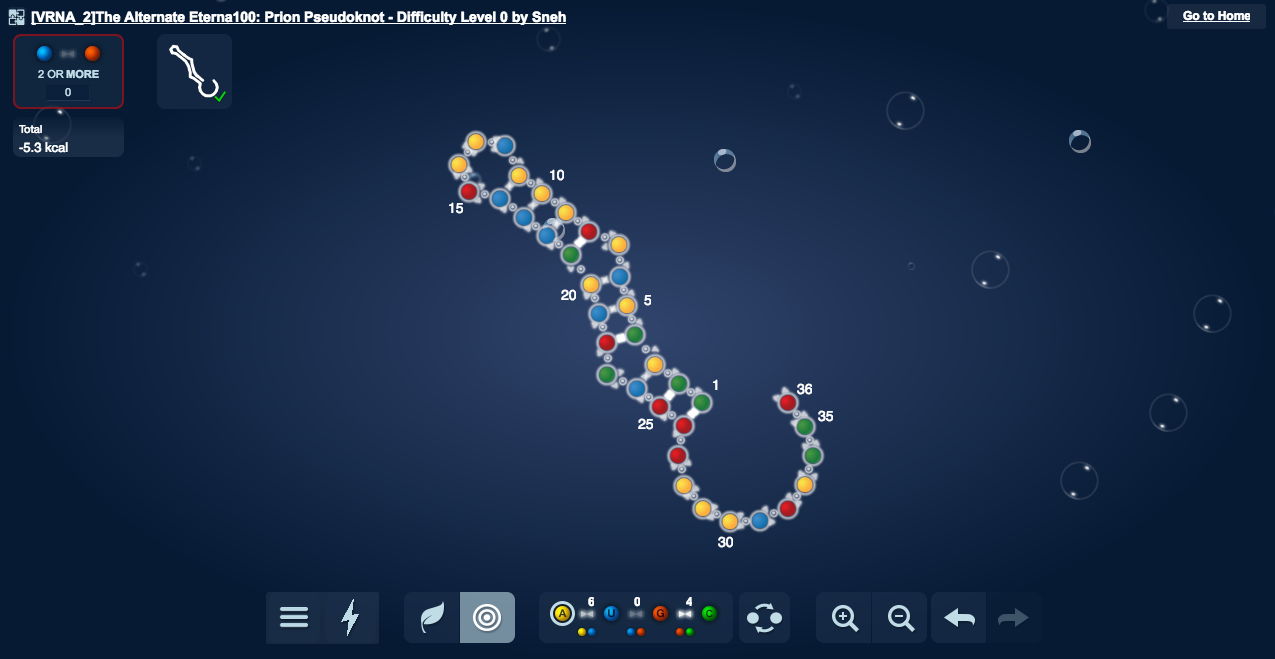 [VRNA_2]The Alternate Eterna100: Prion Pseudoknot - Difficulty Level 0 by Sneh
Go to Home
2 OR MORE
0
Total
-5.3 kcal
10
15
20
5
1
25
36
35
30
6
0
4
A
U
G
C